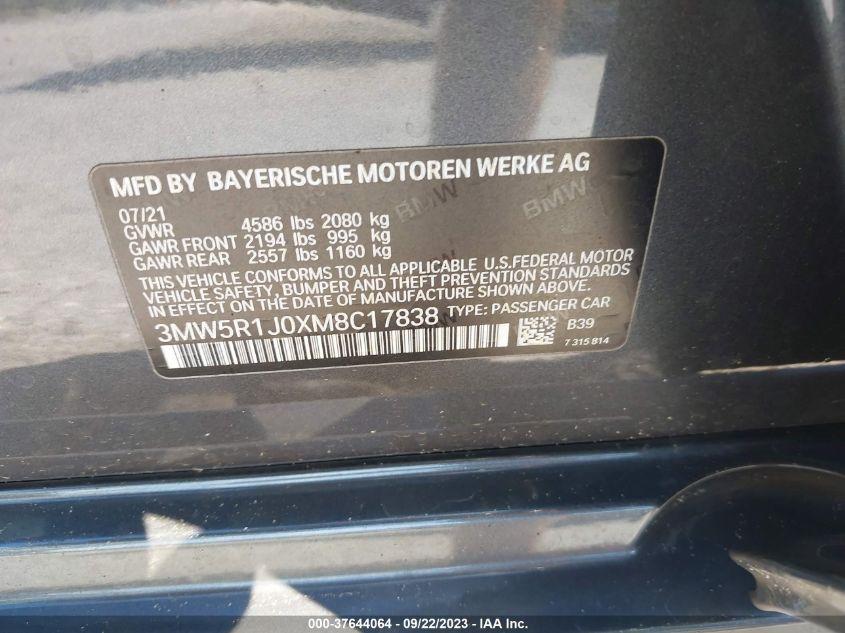 MFD BY BAYERISCHE MOTOREN WERKE AG
07/21
GVWR 4586 lbs 2080 kg
GAWR FRONT 2194 lbs 995 kg
GAWR REAR 2557 lbs 1160 kg
THIS VEHICLE CONFORMS TO ALL APPLICABLE U.S.FEDERAL MOTOR
VEHICLE SAFETY, BUMPER AND THEFT PREVENTION STANDARDS
IN EFFECT ON THE DATE OF MANUFACTURE SHOWN ABOVE.
3MW5R1J0XM8C17838 TYPE: PASSENGER CAR
B39
7 315 814
BMW
BMW
BMW
000-37644064 / 09/22/2023 - IAA Inc.